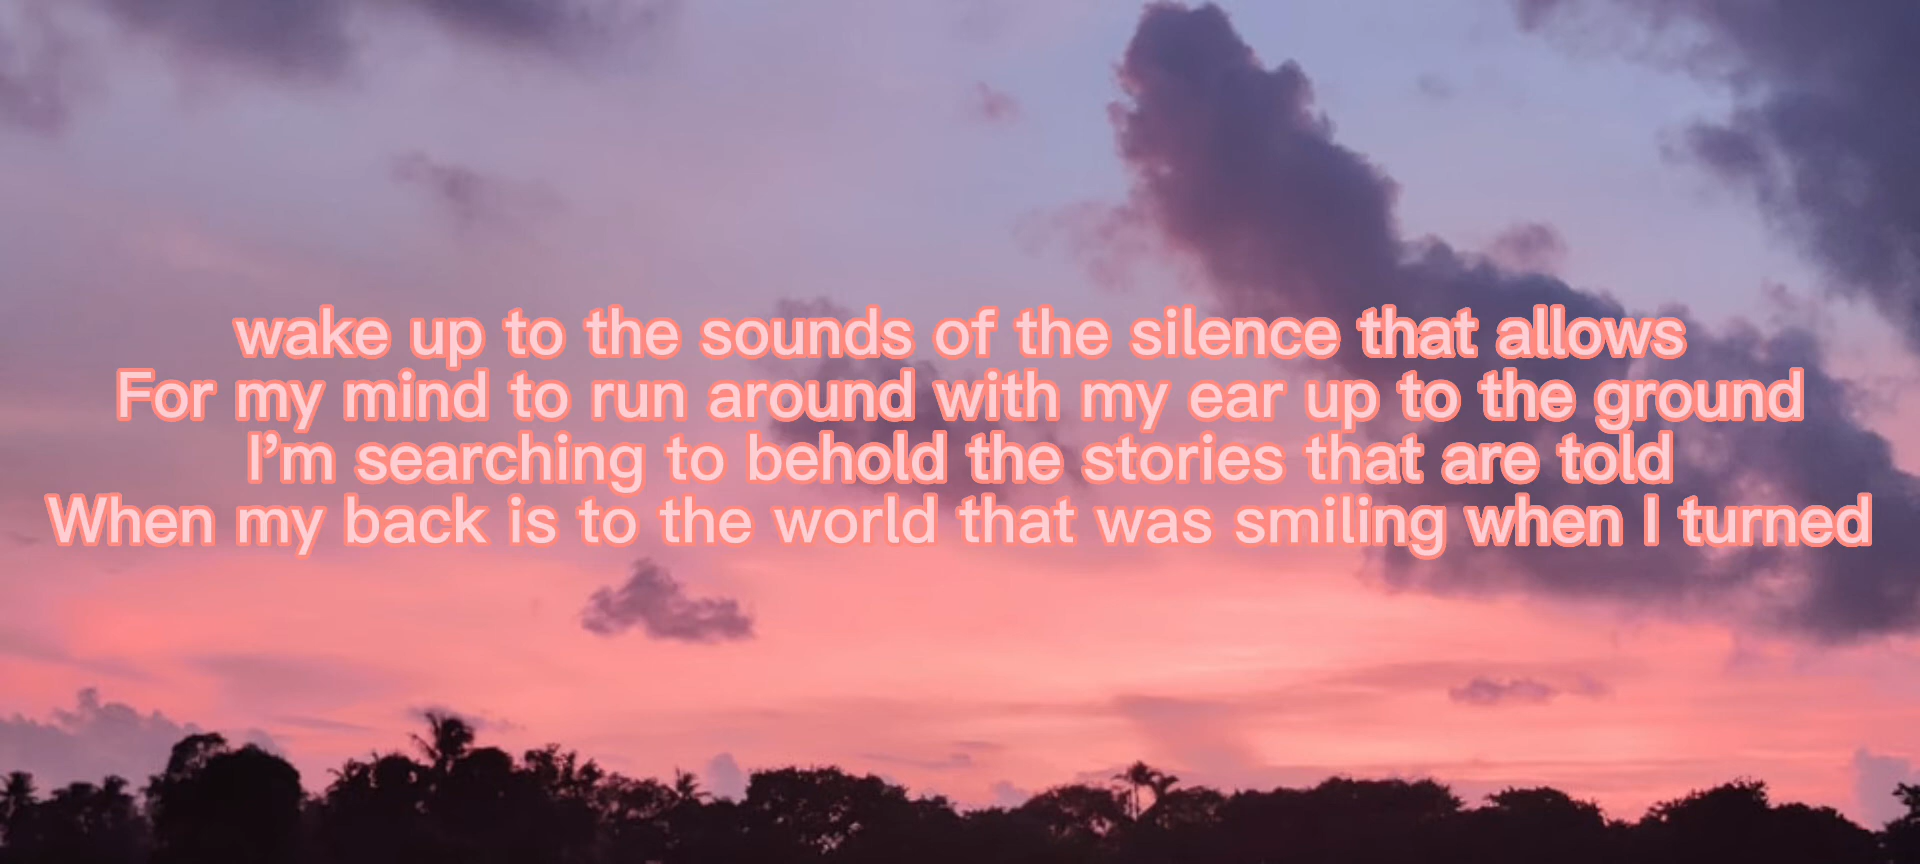 wake up to the sounds of the silence that allows
For my mind to run around with my ear up to the ground
I’m searching to behold the stories that are told
When my back is to the world that was smiling when I turned